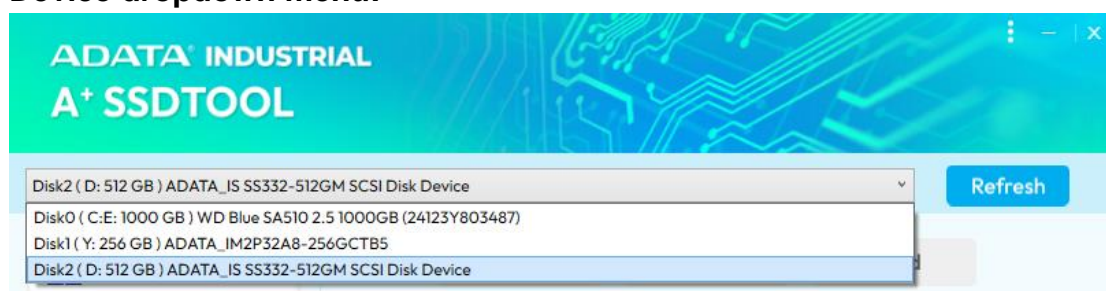 ADATA INDUSTRIAL
A+ SSDTOOL
Disk2 ( D: 512 GB ) ADATA_IS SS332-512GM SCSI Disk Device
Refresh
Disk0 ( C:E: 1000 GB ) WD Blue SA510 2.5 1000GB (24123Y803487)
Disk1 ( Y: 256 GB ) ADATA_IM2P32A8-256GCTB5
Disk2 ( D: 512 GB ) ADATA_IS SS332-512GM SCSI Disk Device